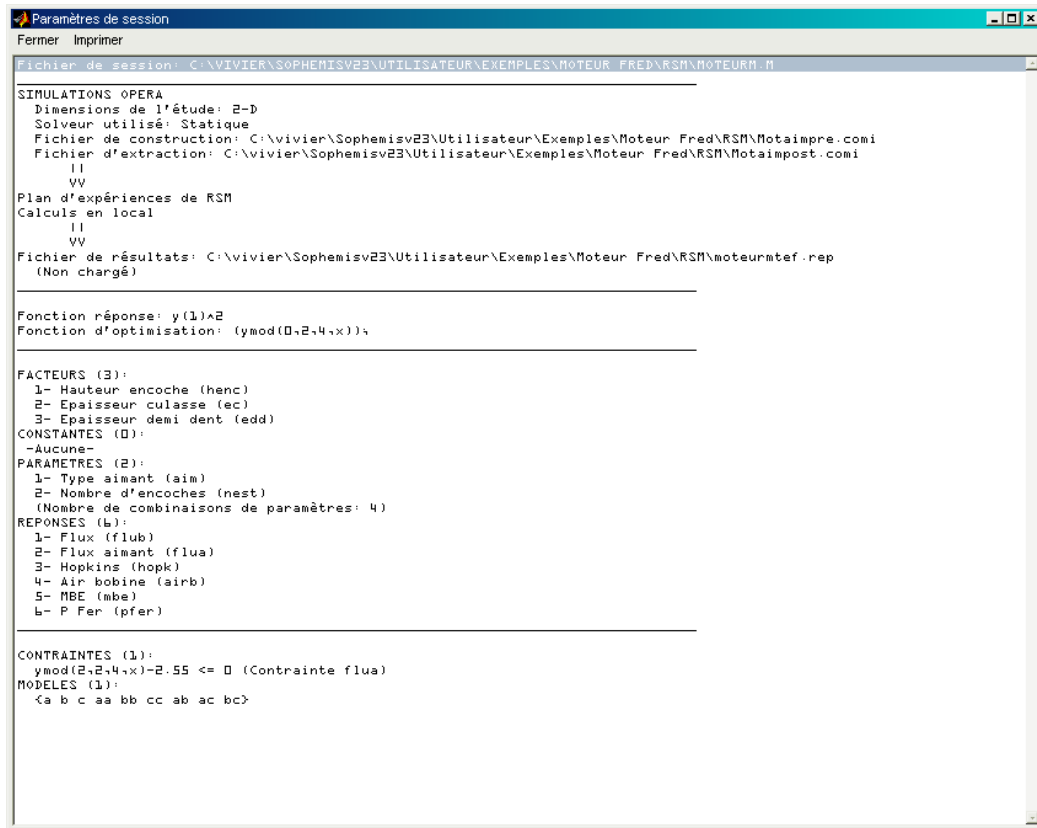 Paramètres de session
Fermer Imprimer
Fichier de session: C:\VIVIER\SOPHEMISV23\UTILISATEUR\EXEMPLES\MOTEUR FRED\RSM\MOTEURM.M
SIMULATIONS OPERA
Dimensions de l'étude: 2-D
Solveur utilisé: Statique
Fichier de construction: C:\vivier\Sophemisv23\Utilisateur\Exemples\Moteur Fred\RSM\Motaimpre.comi
Fichier d'extraction: C:\vivier\Sophemisv23\Utilisateur\Exemples\Moteur Fred\RSM\Motaimpost.comi
||
VV
Plan d'expériences de RSM
Calculs en local
||
VV
Fichier de résultats: C:\vivier\Sophemisv23\Utilisateur\Exemples\Moteur Fred\RSM\moteurmtef.rep
(Non chargé)
Fonction réponse: y(1)^2
Fonction d'optimisation: (ymod(0,2,4,x));
FACTEURS (3):
1- Hauteur encoche (henc)
2- Epaisseur culasse (ec)
3- Epaisseur demi dent (edd)
CONSTANTES (0):
-Aucune-
PARAMETRES (2):
1- Type aimant (aim)
2- Nombre d'encoches (nest)
(Nombre de combinaisons de paramètres: 4)
REPONSES (6):
1- Flux (flub)
2- Flux aimant (flua)
3- Hopkins (hopk)
4- Air bobine (airb)
5- MBE (mbe)
6- P Fer (pfer)
CONTRAINTES (1):
ymod(2,2,4,x)-2.55 <= 0 (Contrainte flua)
MODELES (1):
{a b c aa bb cc ab ac bc}